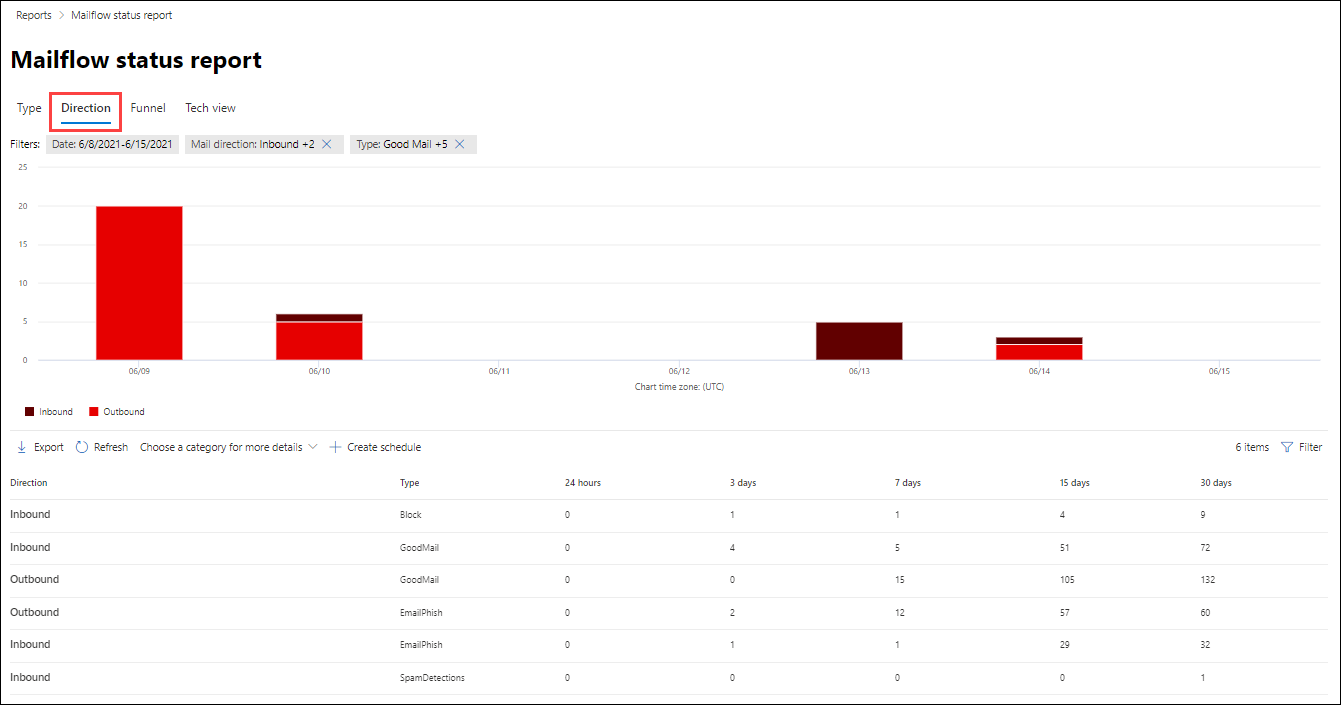 Reports > Mailflow status report
Mailflow status report
Type Direction Funnel Tech view
Filters: Date: 6/8/2021-6/15/2021 Mail direction: Inbound +2 Type: Good Mail +5
25
20
15
10
5
0
06/09 06/10 06/11 06/12 06/13 06/14 06/15
Chart time zone: (UTC)
Inbound Outbound
Export Refresh Choose a category for more details Create schedule 6 items Filter
Direction Type 24 hours 3 days 7 days 15 days 30 days
Inbound Block 0 1 1 4 9
Inbound GoodMail 0 4 5 51 72
Outbound GoodMail 0 0 15 105 132
Outbound EmailPhish 0 2 12 57 60
Inbound EmailPhish 0 1 1 29 32
Inbound SpamDetections 0 0 0 0 1